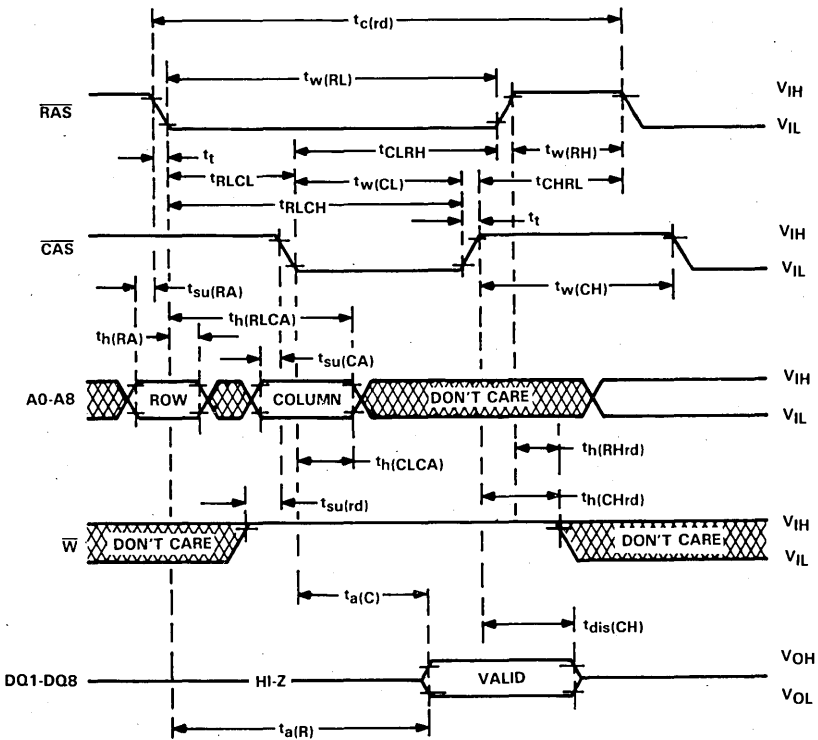 tc(rd)
tw(RL)
RAS
VIH
VIL
tt
tCLRH
tw(RH)
tRLCL
tw(CL)
tCHRL
tRLCH
tt
CAS
VIH
VIL
tsu(RA)
tw(CH)
th(RLCA)
th(RA)
tsu(CA)
A0-A8
ROW
COLUMN
DON'T CARE
VIH
VIL
th(RHrd)
th(CLCA)
tsu(rd)
th(CHrd)
W
DON'T CARE
DON'T CARE
VIH
VIL
ta(C)
tdis(CH)
DQ1-DQ8
HI-Z
VALID
VOH
VOL
ta(R)